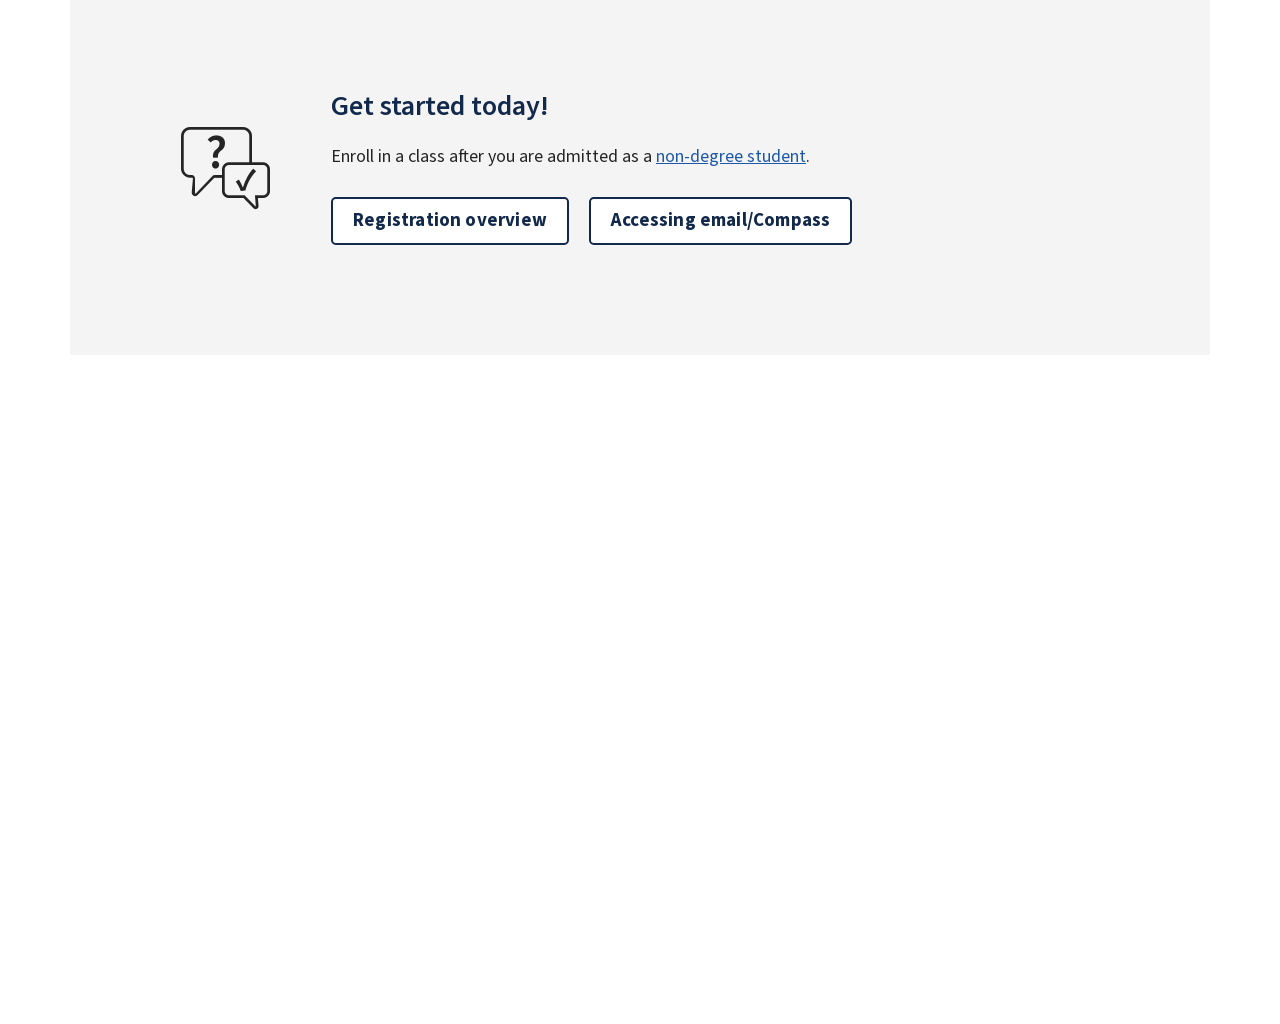 Get started today!
Enroll in a class after you are admitted as a non-degree student.
Registration overview
Accessing email/Compass